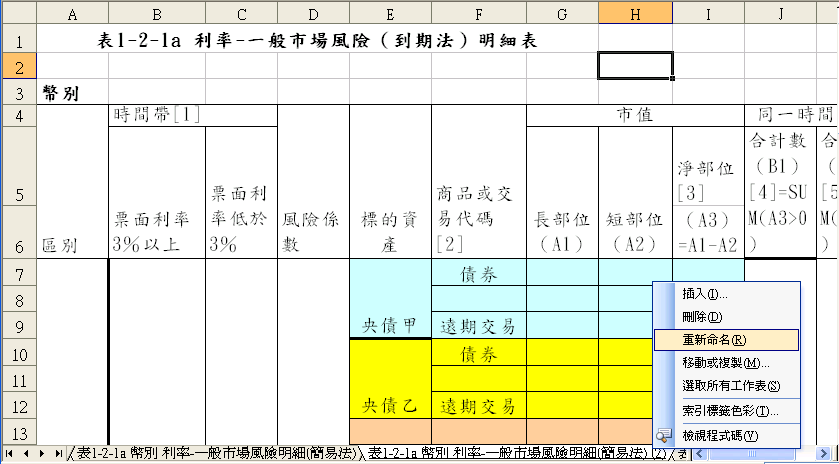 A B C D E F G H I J
1 表1-2-1a 利率-一般市場風險（到期法）明細表
2
3 幣別
4 時間帶[1] 市值 同一時間
5 票面利率3%以上 票面利率低於3% 風險係數 標的資產 商品或交易代碼[2] 長部位(A1) 短部位(A2) 淨部位[3] 合計數(B1)[4]=SUM(A3>0) 合
6 區別 (A3)=A1-A2
7 債券
8
9 央債甲 遠期交易
10 債券
11
12 央債乙 遠期交易
13
插入(I)...
刪除(D)
重新命名(R)
移動或複製(M)...
選取所有工作表(S)
索引標籤色彩(T)...
檢視程式碼(V)
表1-2-1a 幣別 利率-一般市場風險明細(簡易法) 表1-2-1a 幣別 利率-一般市場風險明細(簡易法) (2)